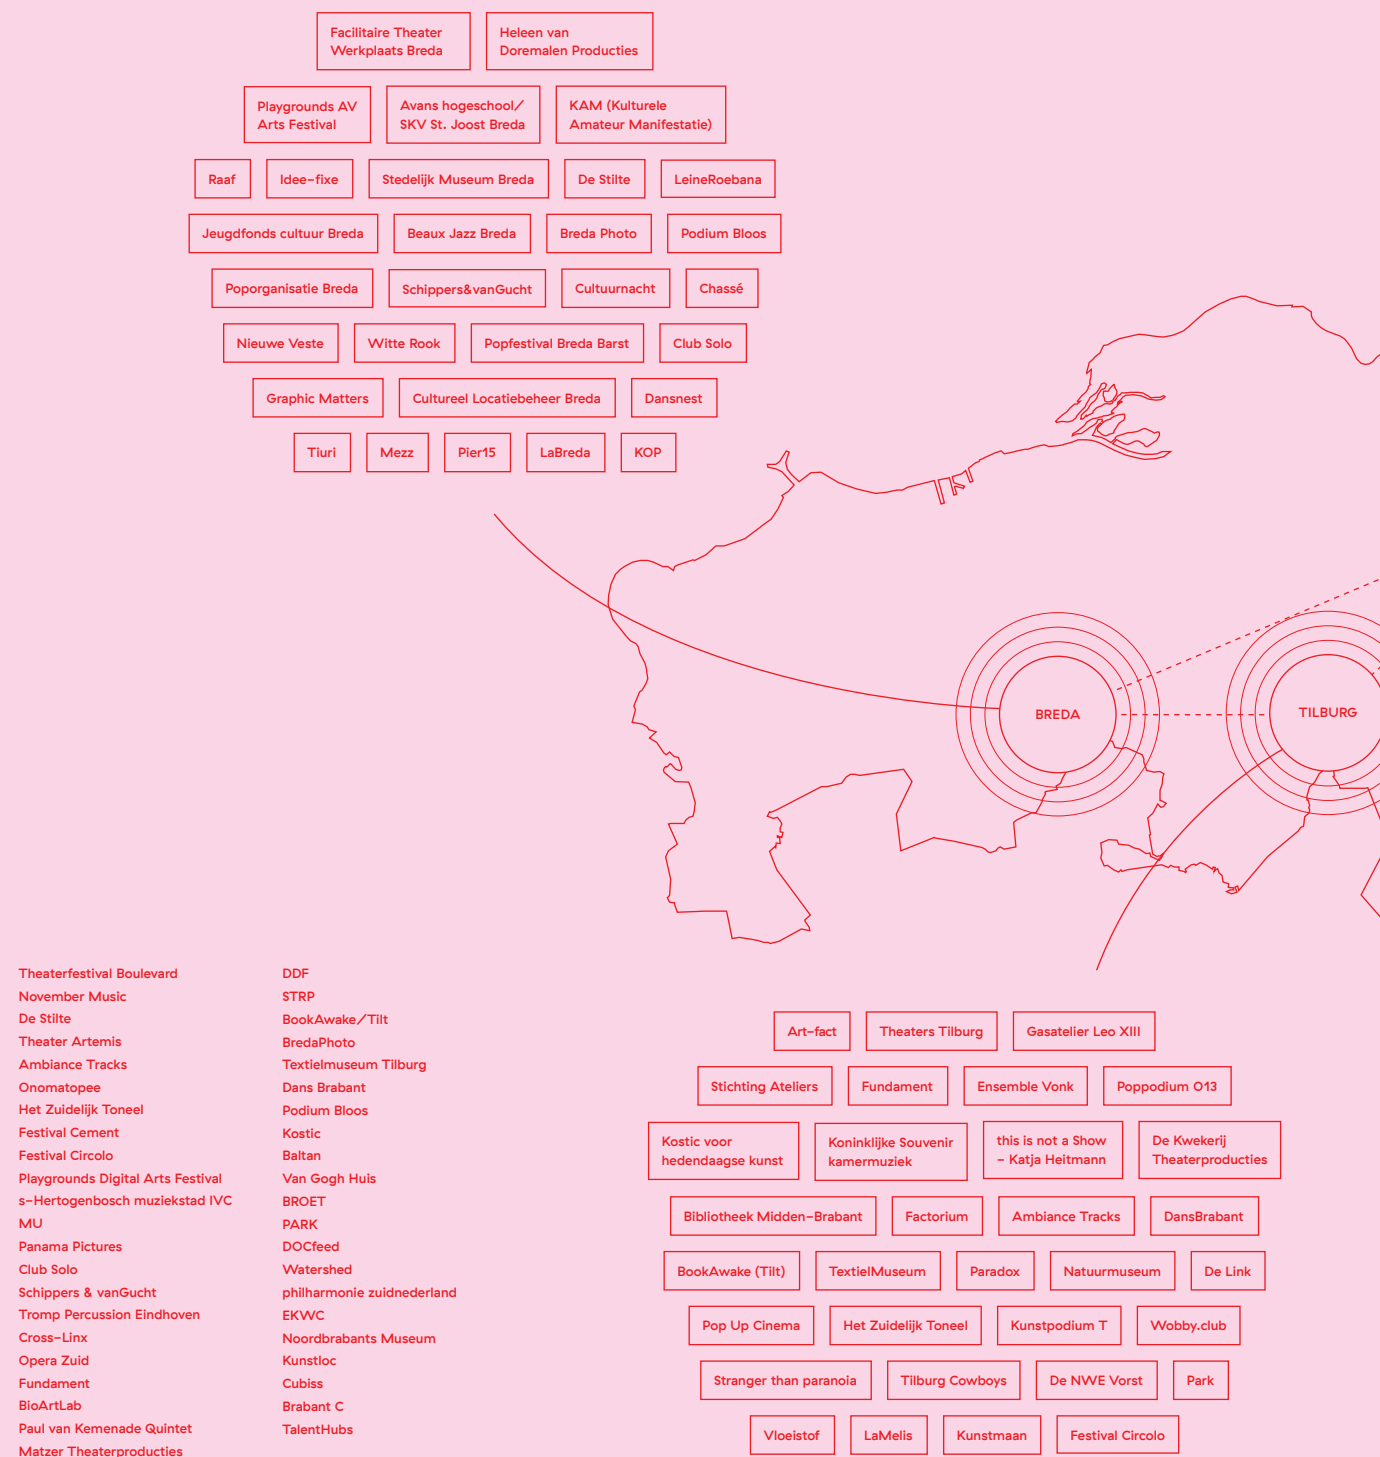 Facilitaire Theater
Werkplaats Breda
Heleen van
Doremalen Producties
Playgrounds AV
Arts Festival
Avans hogeschool/
SKV St. Joost Breda
KAM (Kulturele
Amateur Manifestatie)
Raaf
Idee-fixe
Stedelijk Museum Breda
De Stilte
LeineRoebana
Jeugdfonds cultuur Breda
Beaux Jazz Breda
Breda Photo
Podium Bloos
Poporganisatie Breda
Schippers&vanGucht
Cultuurnacht
Chassé
Nieuwe Veste
Witte Rook
Popfestival Breda Barst
Club Solo
Graphic Matters
Cultureel Locatiebeheer Breda
Dansnest
Tiuri
Mezz
Pier15
LaBreda
KOP
BREDA
TILBURG
Theaterfestival Boulevard
November Music
De Stilte
Theater Artemis
Ambiance Tracks
Onomatopee
Het Zuidelijk Toneel
Festival Cement
Festival Circolo
Playgrounds Digital Arts Festival
s-Hertogenbosch muziekstad IVC
MU
Panama Pictures
Club Solo
Schippers & vanGucht
Tromp Percussion Eindhoven
Cross-Linx
Opera Zuid
Fundament
BioArtLab
Paul van Kemenade Quintet
Matzer Theaterproducties
DDF
STRP
BookAwake/Tilt
BredaPhoto
Textielmuseum Tilburg
Dans Brabant
Podium Bloos
Kostic
Baltan
Van Gogh Huis
BROET
PARK
DOCfeed
Watershed
philharmonie zuidnederland
EKWC
Noordbrabants Museum
Kunstloc
Cubiss
Brabant C
TalentHubs
Art-fact
Theaters Tilburg
Gasatelier Leo XIII
Stichting Ateliers
Fundament
Ensemble Vonk
Poppodium 013
Kostic voor
hedendaagse kunst
Koninklijke Souvenir
kamermuziek
this is not a Show
- Katja Heitmann
De Kwekerij
Theaterproducties
Bibliotheek Midden-Brabant
Factorium
Ambiance Tracks
DansBrabant
BookAwake (Tilt)
TextielMuseum
Paradox
Natuurmuseum
De Link
Pop Up Cinema
Het Zuidelijk Toneel
Kunstpodium T
Wobby.club
Stranger than paranoia
Tilburg Cowboys
De NWE Vorst
Park
Vloeistof
LaMelis
Kunstmaan
Festival Circolo